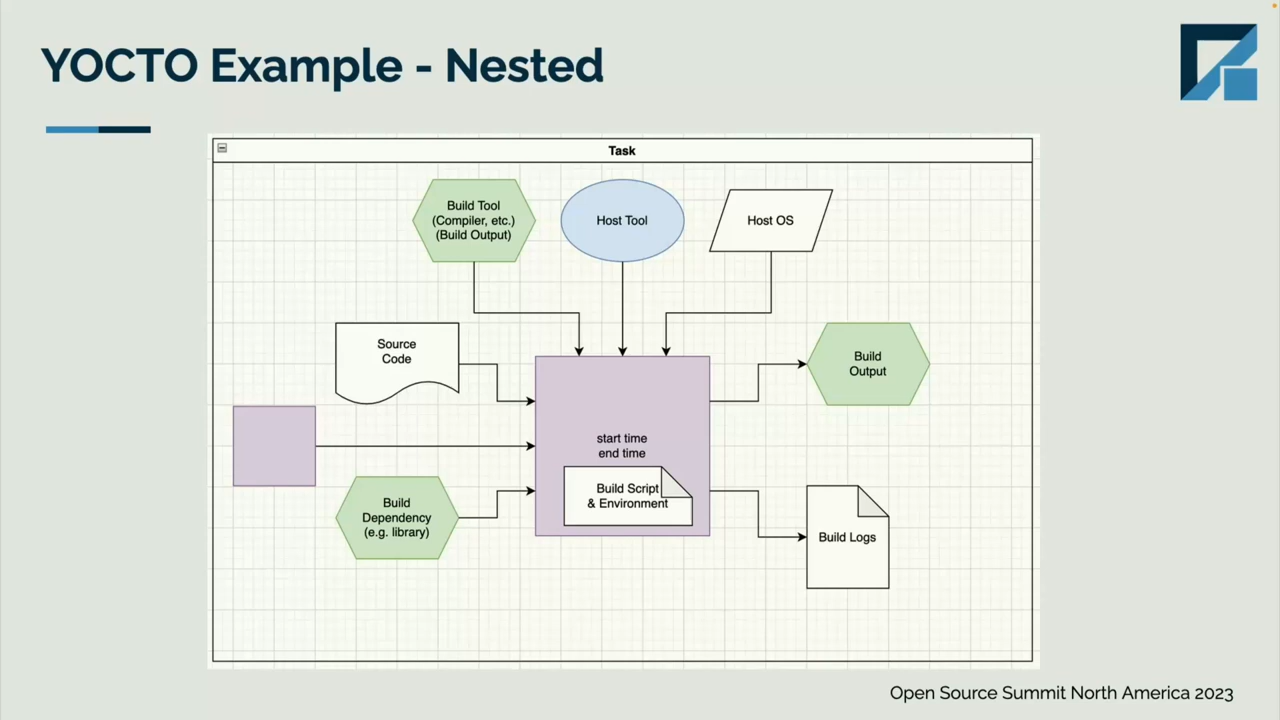 YOCTO Example - Nested
Task
Build Tool
(Compiler, etc.)
(Build Output)
Host Tool
Host OS
Source
Code
Build
Output
start time
end time
Build Script
& Environment
Build
Dependency
(e.g. library)
Build Logs
Open Source Summit North America 2023